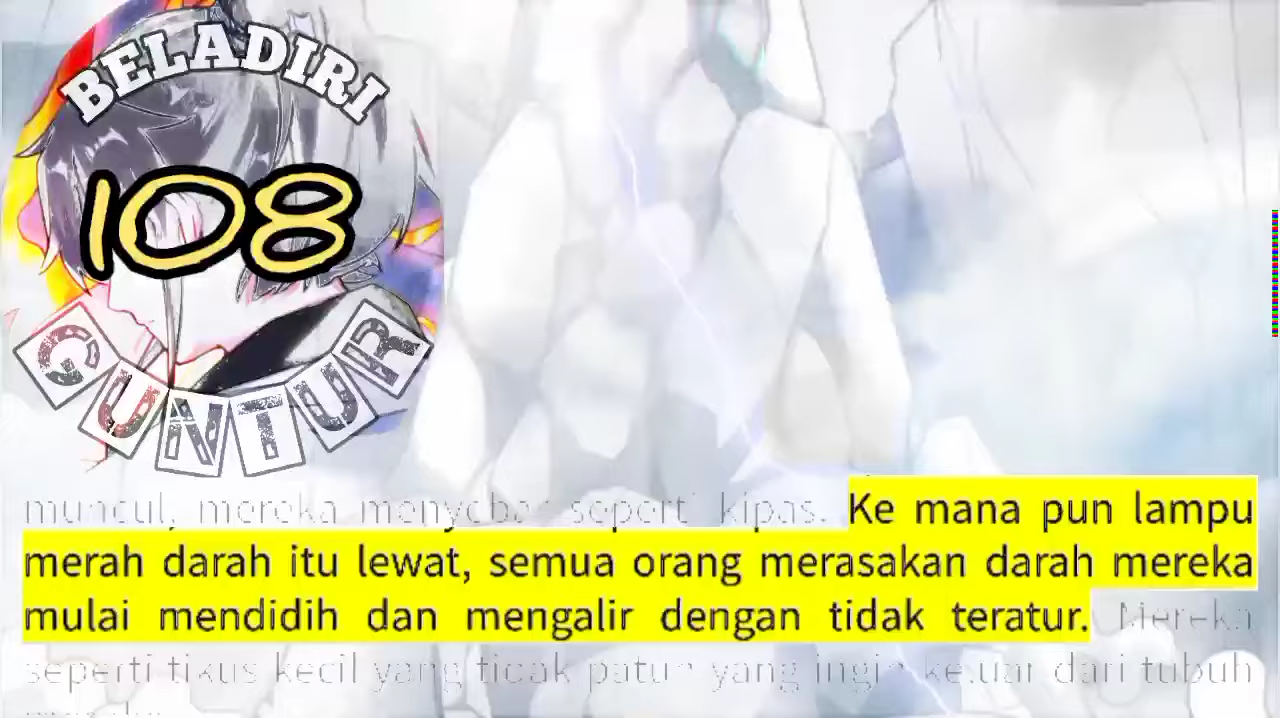 BELADIRI
108
GUNTUR
muncul, mereka menyebar seperti kipas. Ke mana pun lampu
merah darah itu lewat, semua orang merasakan darah mereka
mulai mendidih dan mengalir dengan tidak teratur. Mereka
seperti tikus kecil yang tidak patuh yang ingin keluar dari tubuh